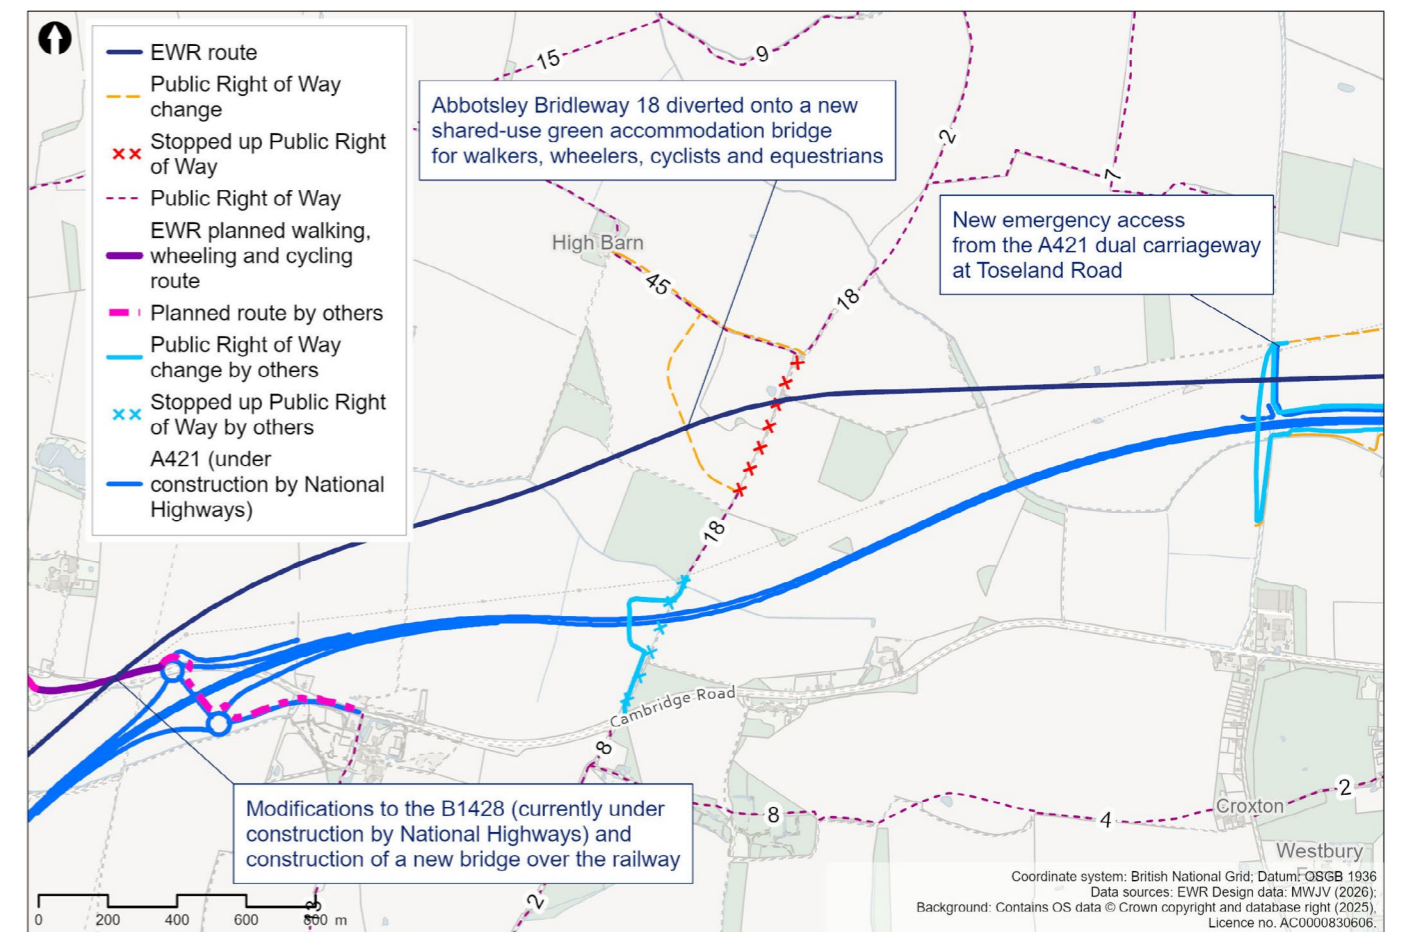 EWR route
Public Right of Way
change
Stopped up Public Right
of Way
Public Right of Way
EWR planned walking,
wheeling and cycling
route
Planned route by others
Public Right of Way
change by others
Stopped up Public Right
of Way by others
A421 (under
construction by National
Highways)
15
9
Abbotsley Bridleway 18 diverted onto a new
shared-use green accommodation bridge
for walkers, wheelers, cyclists and equestrians
2
7
New emergency access
from the A421 dual carriageway
at Toseland Road
High Barn
45
18
18
Cambridge Road
8
Modifications to the B1428 (currently under
construction by National Highways) and
construction of a new bridge over the railway
8
4
2
Croxton
Westbury
2
0 200 400 600 800 m
Coordinate system: British National Grid; Datum: OSGB 1936
Data sources: EWR Design data: MWJV (2026);
Background: Contains OS data © Crown copyright and database right (2025),
Licence no. AC0000830606.